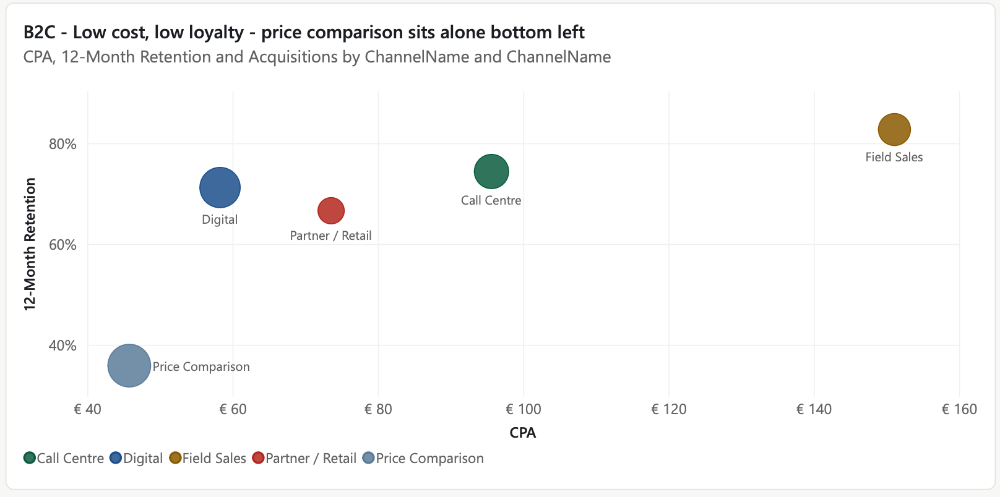 B2C - Low cost, low loyalty - price comparison sits alone bottom left
CPA, 12-Month Retention and Acquisitions by ChannelName and ChannelName
12-Month Retention
80%
60%
40%
Field Sales
Call Centre
Digital
Partner / Retail
Price Comparison
€ 40 € 60 € 80 € 100 € 120 € 140 € 160
CPA
Call Centre Digital Field Sales Partner / Retail Price Comparison